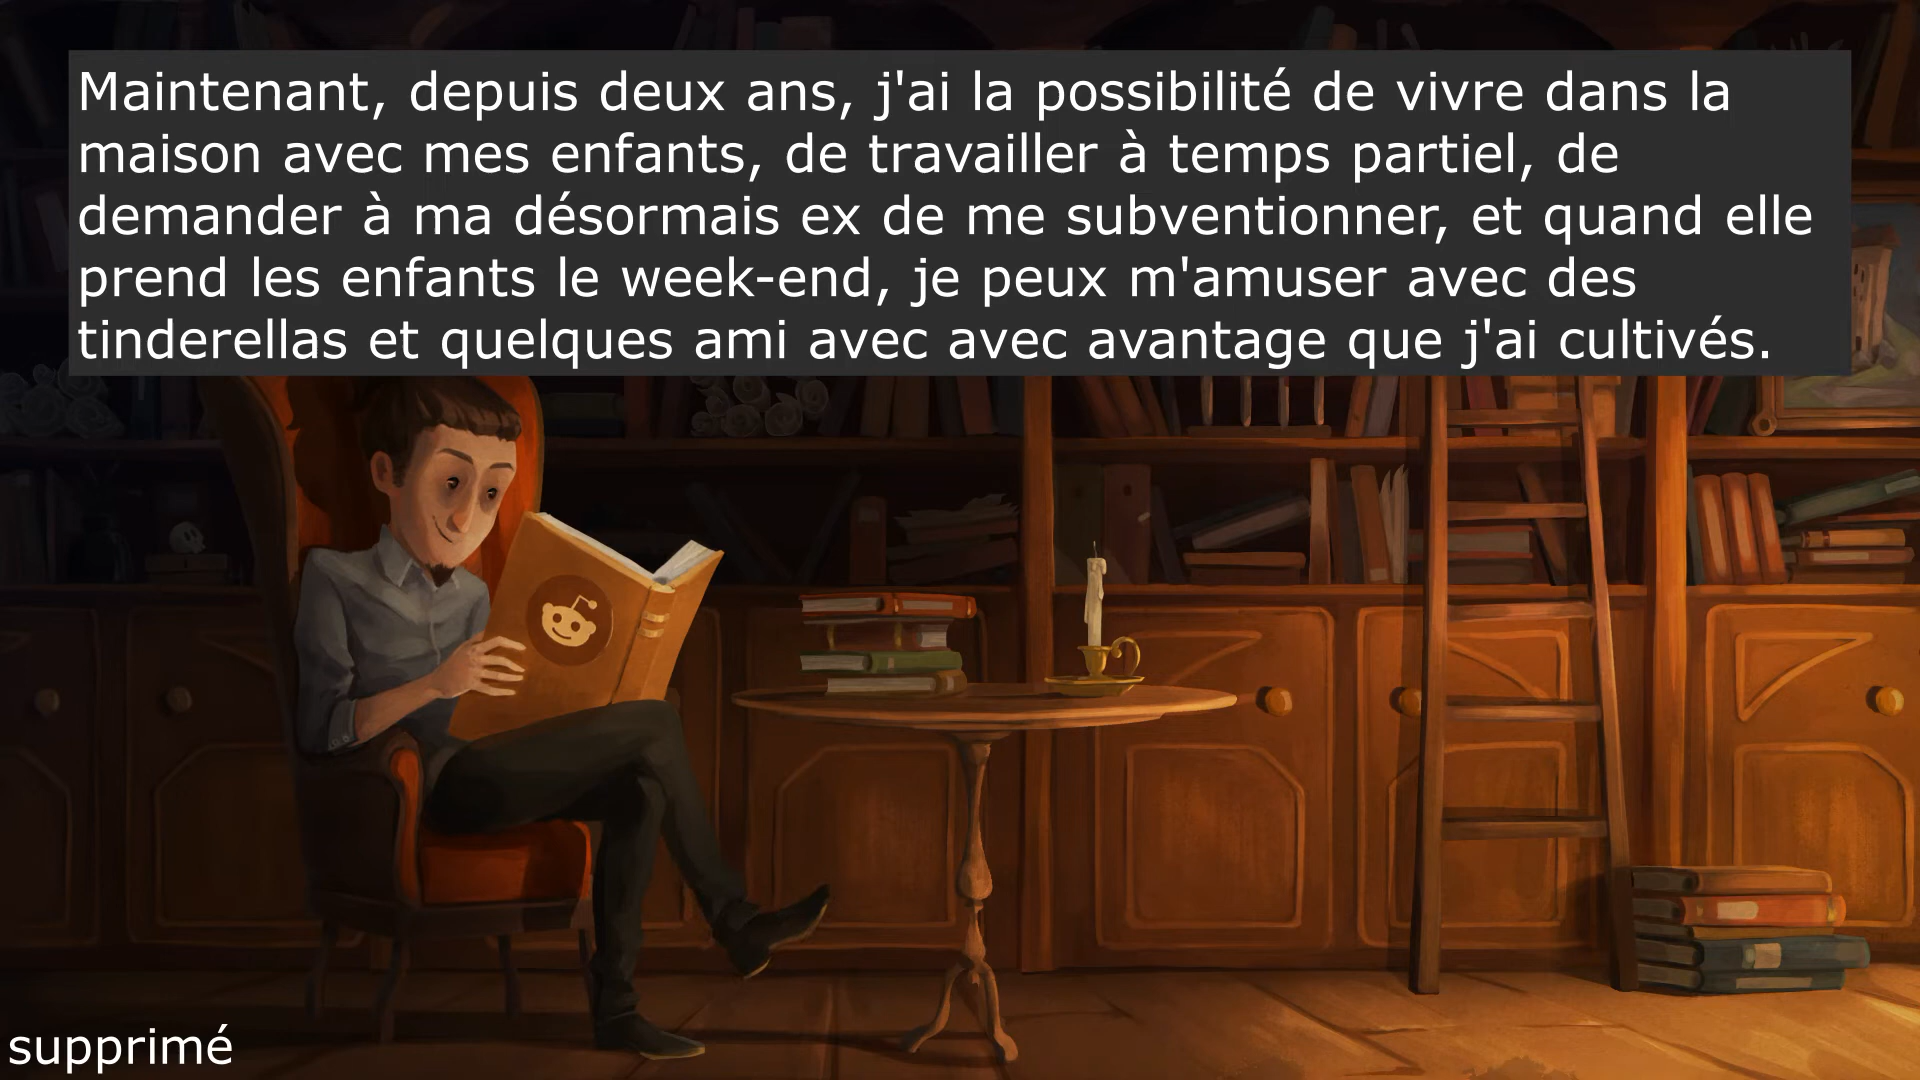 Maintenant, depuis deux ans, j'ai la possibilité de vivre dans la
maison avec mes enfants, de travailler à temps partiel, de
demander à ma désormais ex de me subventionner, et quand elle
prend les enfants le week-end, je peux m'amuser avec des
tinderellas et quelques ami avec avec avantage que j'ai cultivés.
supprimé